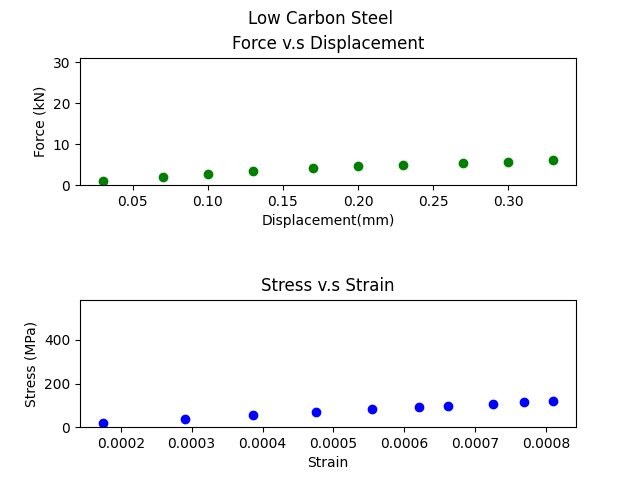 Low Carbon Steel
Force v.s Displacement
30
20
10
0
Force (kN)
0.05 0.10 0.15 0.20 0.25 0.30
Displacement(mm)
Stress v.s Strain
400
200
0
Stress (MPa)
0.0002 0.0003 0.0004 0.0005 0.0006 0.0007 0.0008
Strain